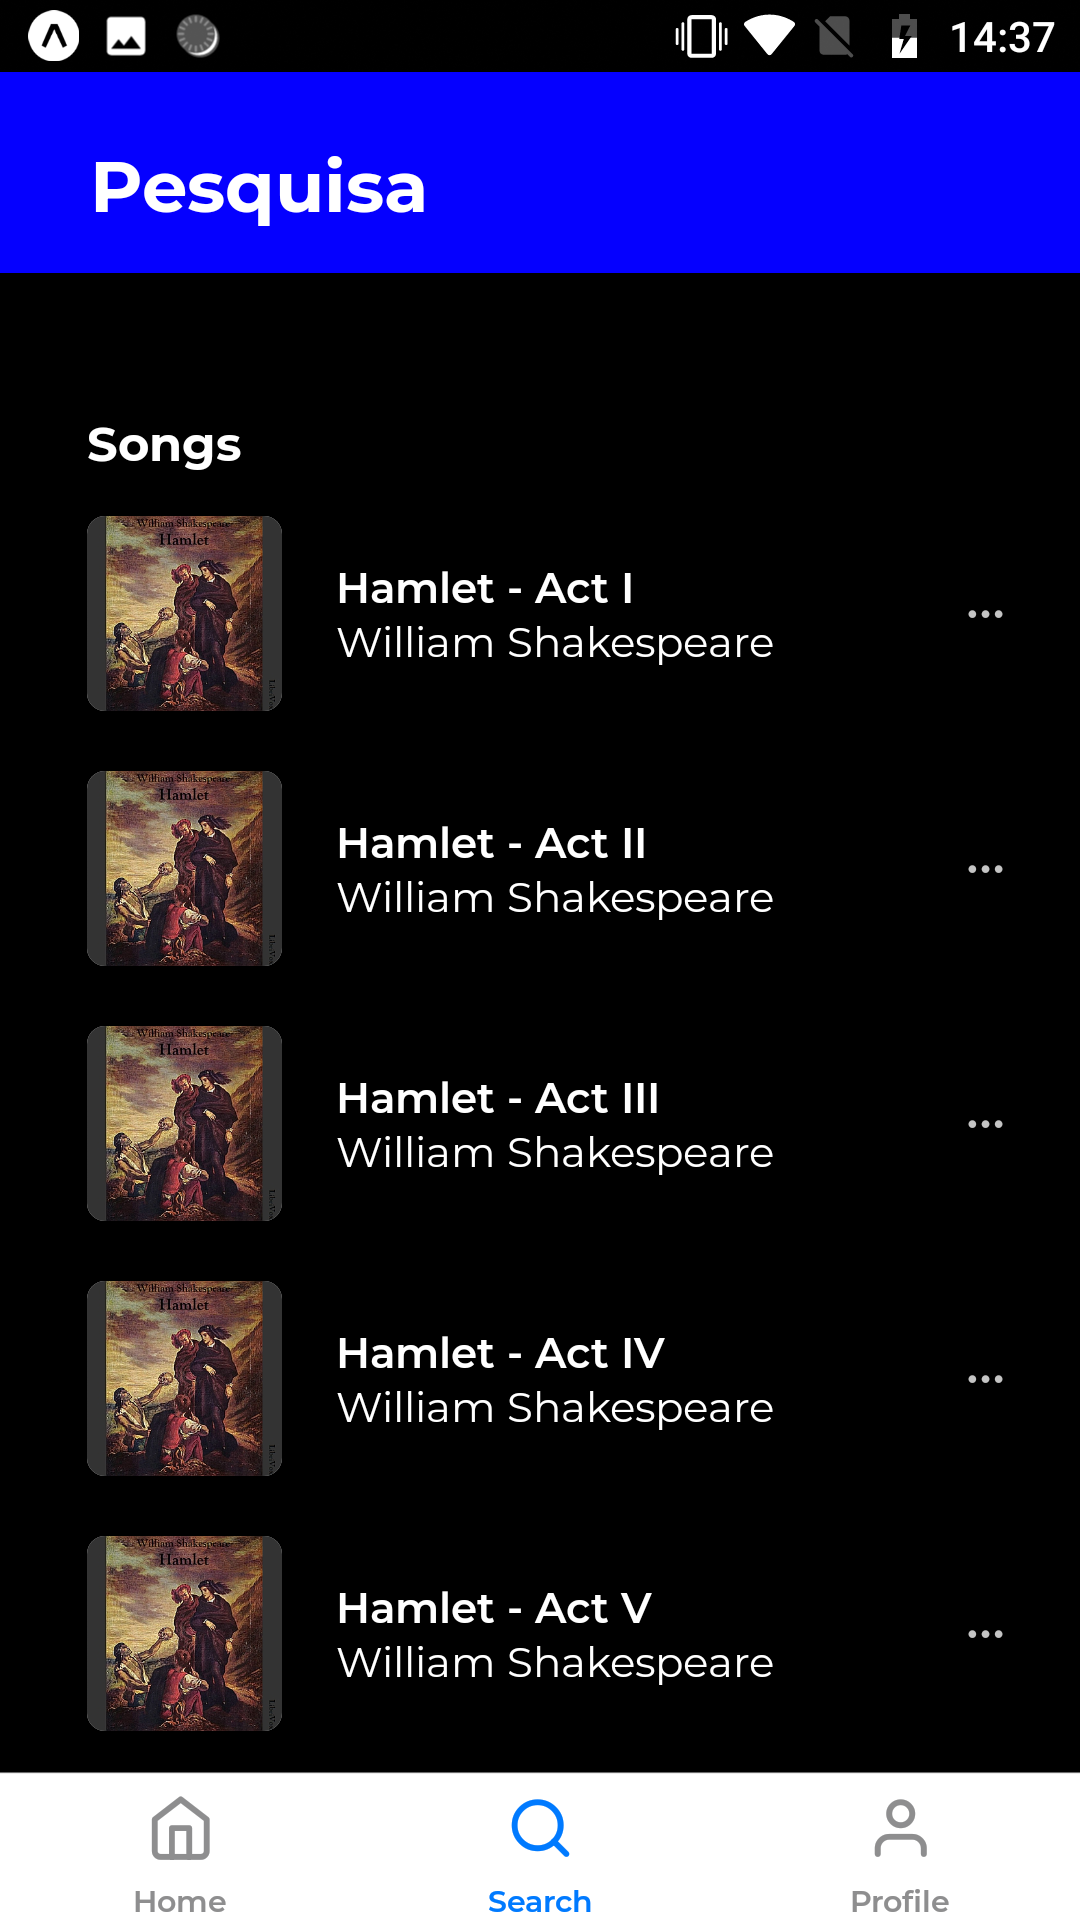 14:37
Pesquisa
Songs
William Shakespeare
Hamlet
Hamlet - Act I
William Shakespeare
William Shakespeare
Hamlet
Hamlet - Act II
William Shakespeare
William Shakespeare
Hamlet
Hamlet - Act III
William Shakespeare
William Shakespeare
Hamlet
Hamlet - Act IV
William Shakespeare
William Shakespeare
Hamlet
Hamlet - Act V
William Shakespeare
Home
Search
Profile